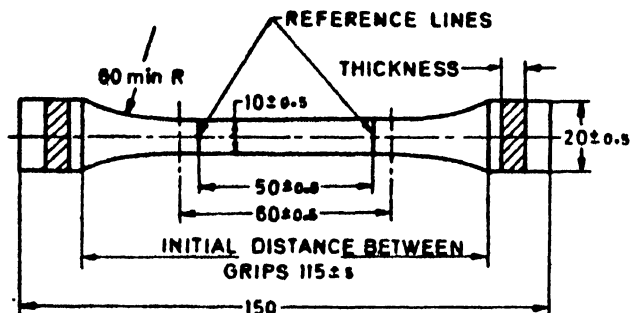 REFERENCE LINES
60 min R
THICKNESS
10±0.5
20±0.5
50±0.5
60±0.5
INITIAL DISTANCE BETWEEN
GRIPS 115±5
150